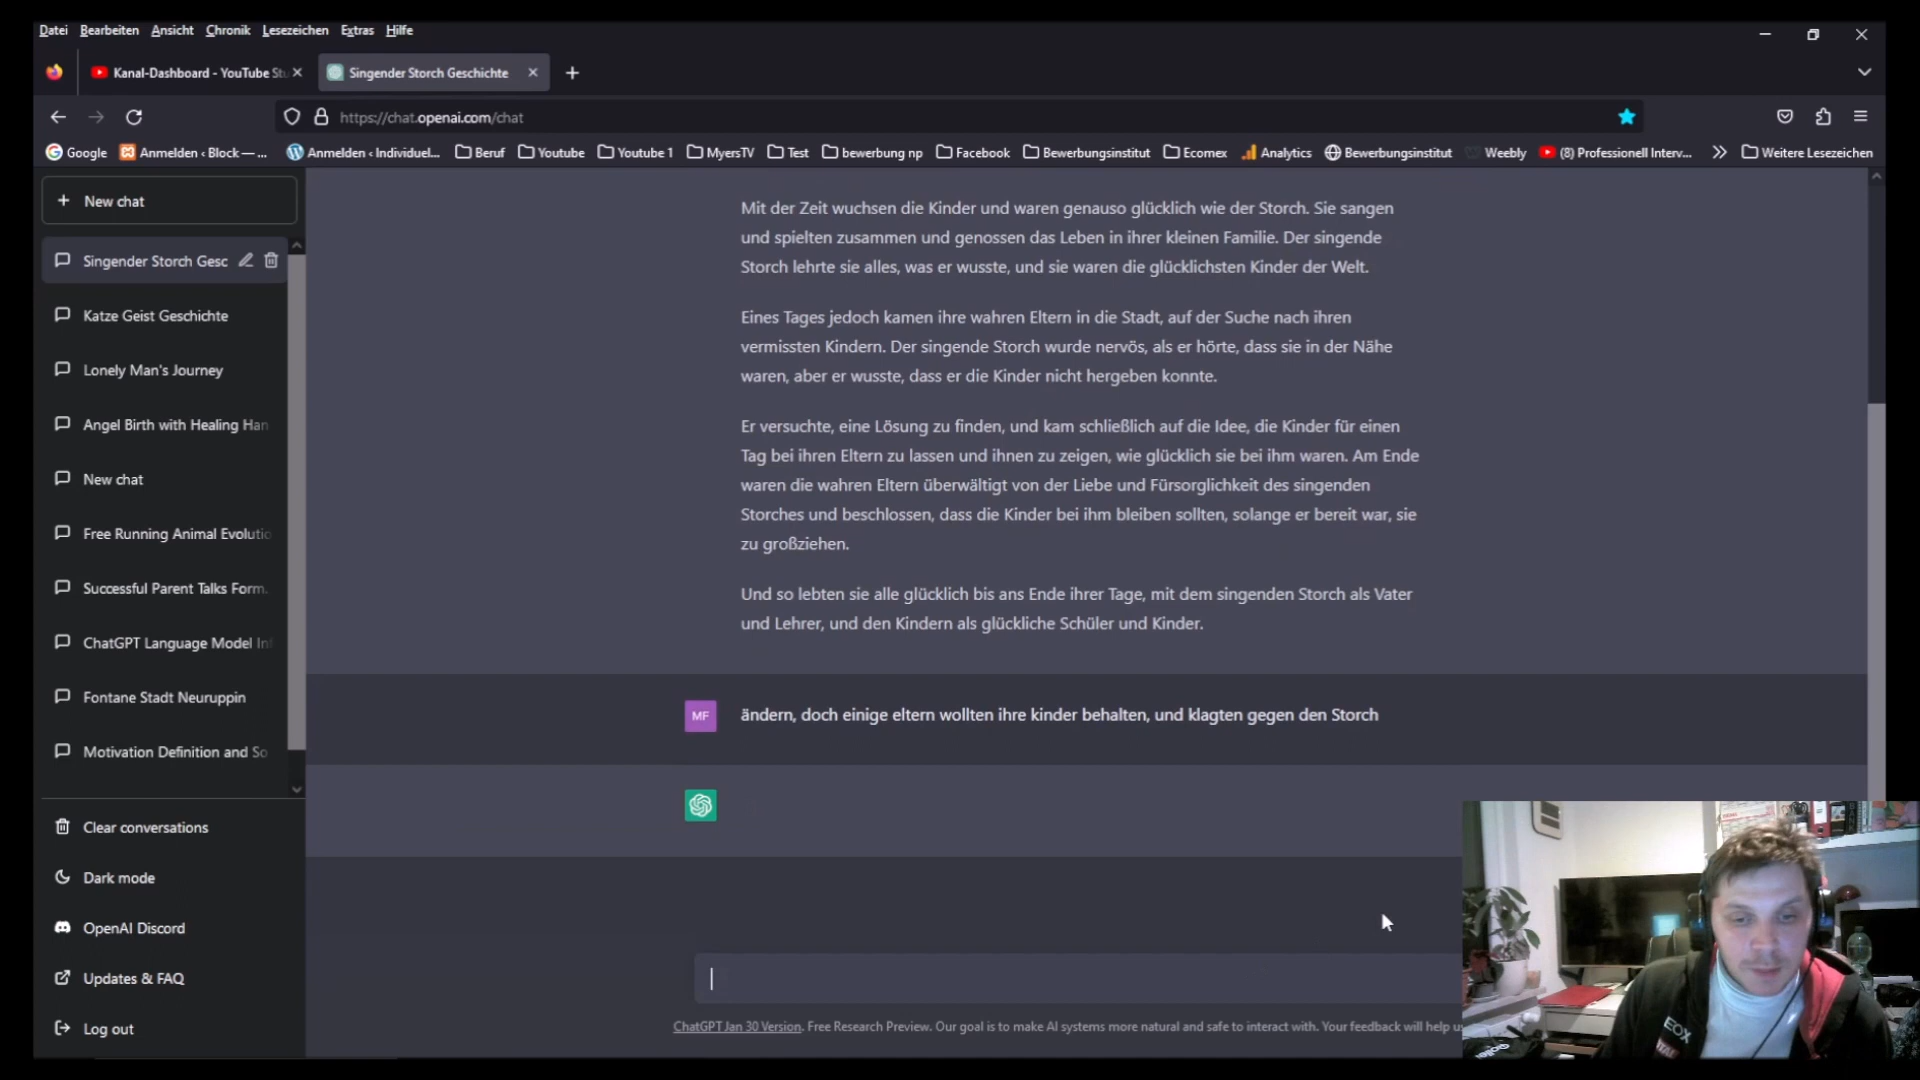 Datei Bearbeiten Ansicht Chronik Lesezeichen Extras Hilfe
Kanal-Dashboard - YouTube Stu
Singender Storch Geschichte
https://chat.openai.com/chat
Google Anmelden ‹ Block — ... Anmelden ‹ Individuel... Beruf Youtube Youtube 1 MyersTV Test bewerbung np Facebook Bewerbungsinstitut Ecomex Analytics Bewerbungsinstitut Weebly (8) Professionell Interv... Weitere Lesezeichen
New chat
Singender Storch Gesc
Katze Geist Geschichte
Lonely Man's Journey
Angel Birth with Healing Han
New chat
Free Running Animal Evolutio
Successful Parent Talks Form.
ChatGPT Language Model Inf
Fontane Stadt Neuruppin
Motivation Definition and So
Clear conversations
Dark mode
OpenAI Discord
Updates & FAQ
Log out
Mit der Zeit wuchsen die Kinder und waren genauso glücklich wie der Storch. Sie sangen
und spielten zusammen und genossen das Leben in ihrer kleinen Familie. Der singende
Storch lehrte sie alles, was er wusste, und sie waren die glücklichsten Kinder der Welt.
Eines Tages jedoch kamen ihre wahren Eltern in die Stadt, auf der Suche nach ihren
vermissten Kindern. Der singende Storch wurde nervös, als er hörte, dass sie in der Nähe
waren, aber er wusste, dass er die Kinder nicht hergeben konnte.
Er versuchte, eine Lösung zu finden, und kam schließlich auf die Idee, die Kinder für einen
Tag bei ihren Eltern zu lassen und ihnen zu zeigen, wie glücklich sie bei ihm waren. Am Ende
waren die wahren Eltern überwältigt von der Liebe und Fürsorglichkeit des singenden
Storches und beschlossen, dass die Kinder bei ihm bleiben sollten, solange er bereit war, sie
zu großziehen.
Und so lebten sie alle glücklich bis ans Ende ihrer Tage, mit dem singenden Storch als Vater
und Lehrer, und den Kindern als glückliche Schüler und Kinder.
MF
ändern, doch einige eltern wollten ihre kinder behalten, und klagten gegen den Storch
ChatGPT Jan 30 Version. Free Research Preview. Our goal is to make AI systems more natural and safe to interact with. Your feedback will help us